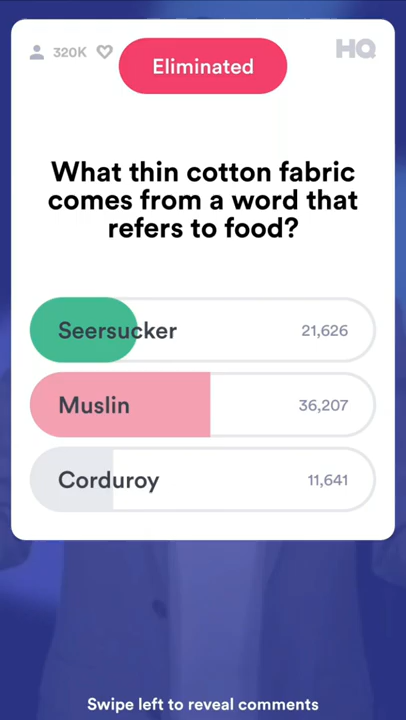 320K
HQ
Eliminated
What thin cotton fabric
comes from a word that
refers to food?
Seersucker 21,626
Muslin 36,207
Corduroy 11,641
Swipe left to reveal comments